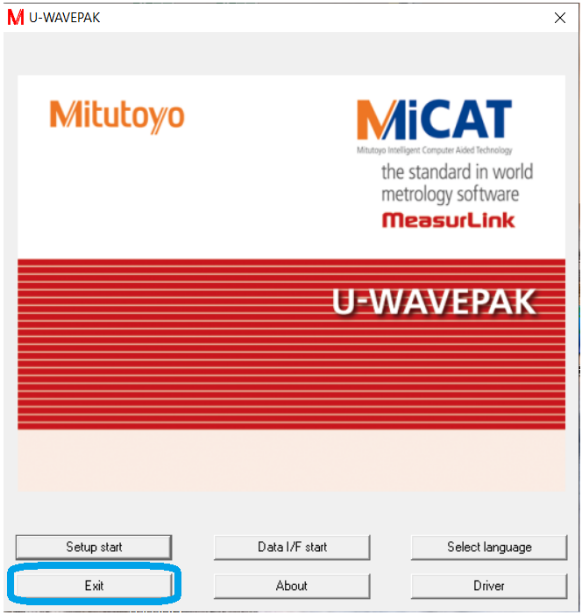 U-WAVEPAK
Mitutoyo
MiCAT
Mitutoyo Intelligent Computer Aided Technology
the standard in world
metrology software
MeasurLink
U-WAVEPAK
Setup start
Data I/F start
Select language
Exit
About
Driver